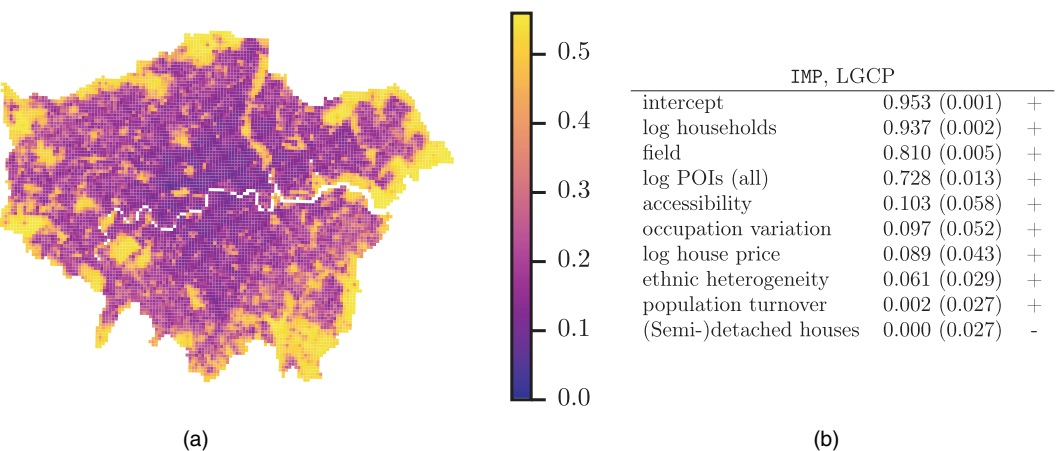 0.5
0.4
0.3
0.2
0.1
0.0
(a)
IMP, LGCP
intercept 0.953 (0.001) +
log households 0.937 (0.002) +
field 0.810 (0.005) +
log POIs (all) 0.728 (0.013) +
accessibility 0.103 (0.058) +
occupation variation 0.097 (0.052) +
log house price 0.089 (0.043) +
ethnic heterogeneity 0.061 (0.029) +
population turnover 0.002 (0.027) +
(Semi-)detached houses 0.000 (0.027) -
(b)